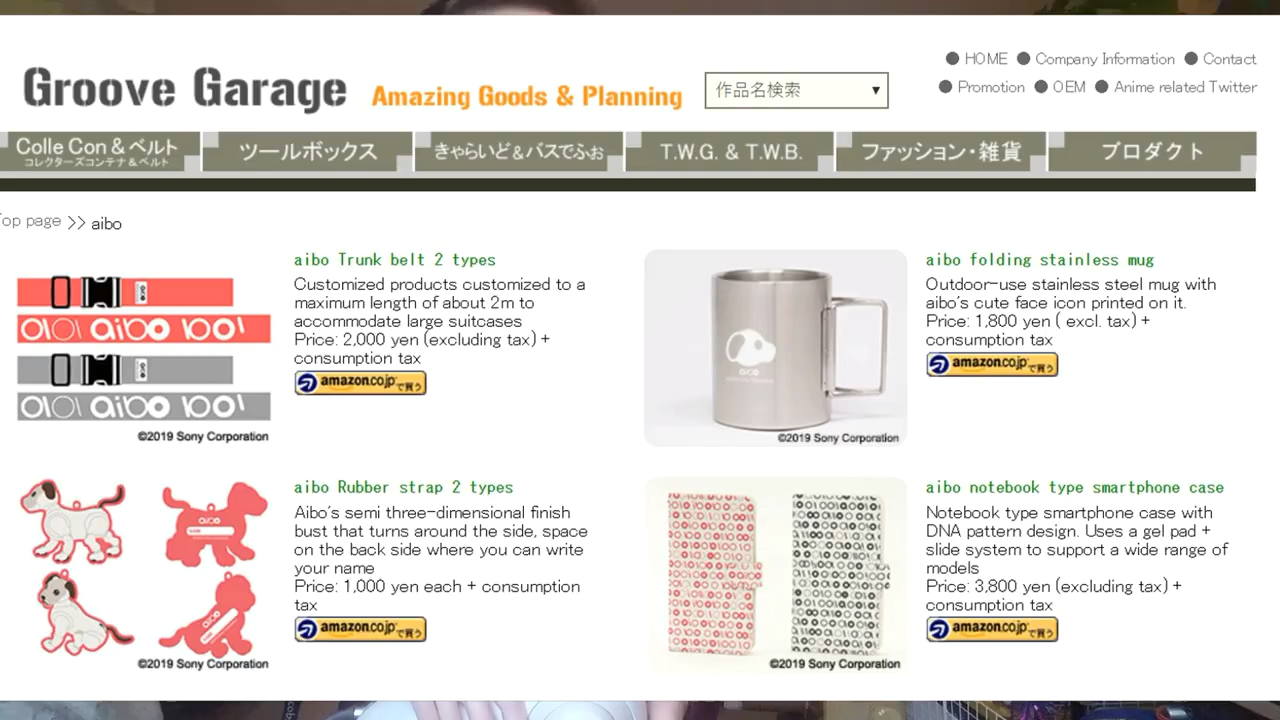 Groove Garage
Amazing Goods & Planning
作品名検索
HOME Company Information Contact
Promotion OEM Anime related Twitter
Colle Con & ベルト
コレクターズコンテナ & ベルト
ツールボックス
きゃらいど&バスでふぉ
T.W.G. & T.W.B.
ファッション・雑貨
プロダクト
Top page >> aibo
aibo Trunk belt 2 types
Customized products customized to a
maximum length of about 2m to
accommodate large suitcases
Price: 2,000 yen (excluding tax) +
consumption tax
amazon.co.jp で買う
aibo
©2019 Sony Corporation
aibo folding stainless mug
Outdoor-use stainless steel mug with
aibo's cute face icon printed on it.
Price: 1,800 yen ( excl. tax) +
consumption tax
amazon.co.jp で買う
aibo
©2019 Sony Corporation
aibo Rubber strap 2 types
Aibo's semi three-dimensional finish
bust that turns around the side, space
on the back side where you can write
your name
Price: 1,000 yen each + consumption
tax
amazon.co.jp で買う
aibo
©2019 Sony Corporation
aibo notebook type smartphone case
Notebook type smartphone case with
DNA pattern design. Uses a gel pad +
slide system to support a wide range of
models
Price: 3,800 yen (excluding tax) +
consumption tax
amazon.co.jp で買う
©2019 Sony Corporation